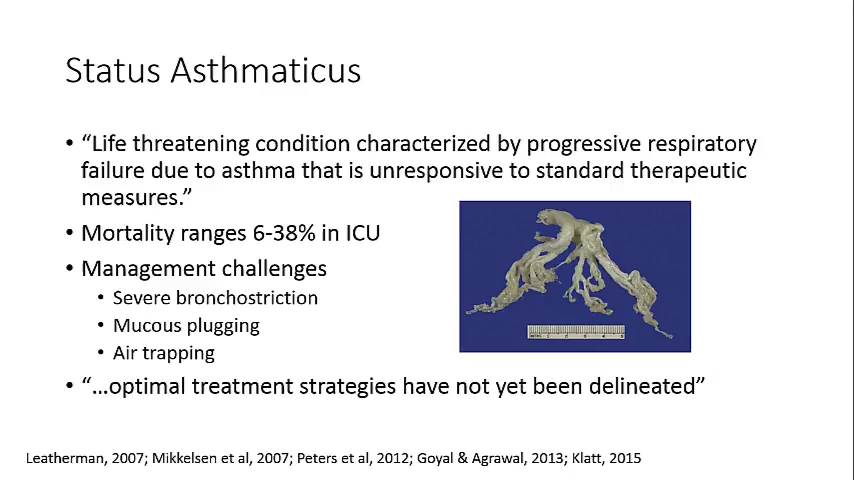 Status Asthmaticus
• “Life threatening condition characterized by progressive respiratory
failure due to asthma that is unresponsive to standard therapeutic
measures.”
• Mortality ranges 6-38% in ICU
• Management challenges
• Severe bronchostriction
• Mucous plugging
• Air trapping
• “…optimal treatment strategies have not yet been delineated”
Leatherman, 2007; Mikkelsen et al, 2007; Peters et al, 2012; Goyal & Agrawal, 2013; Klatt, 2015